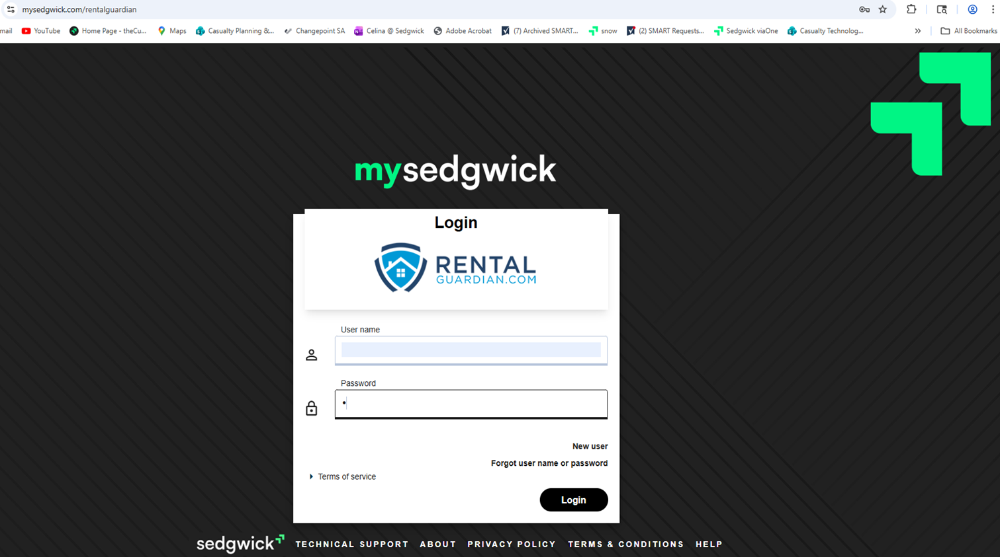 mysedgwick.com/rentalguardian
mail YouTube Home Page - theCu... Maps Casualty Planning &... Changepoint SA Celina @ Sedgwick Adobe Acrobat (7) Archived SMART... snow (2) SMART Requests... Sedgwick viaOne Casualty Technolog... » All Bookmarks
mysedgwick
Login
RENTAL
GUARDIAN.COM
User name
Password
New user
Forgot user name or password
Terms of service
Login
sedgwick TECHNICAL SUPPORT ABOUT PRIVACY POLICY TERMS & CONDITIONS HELP